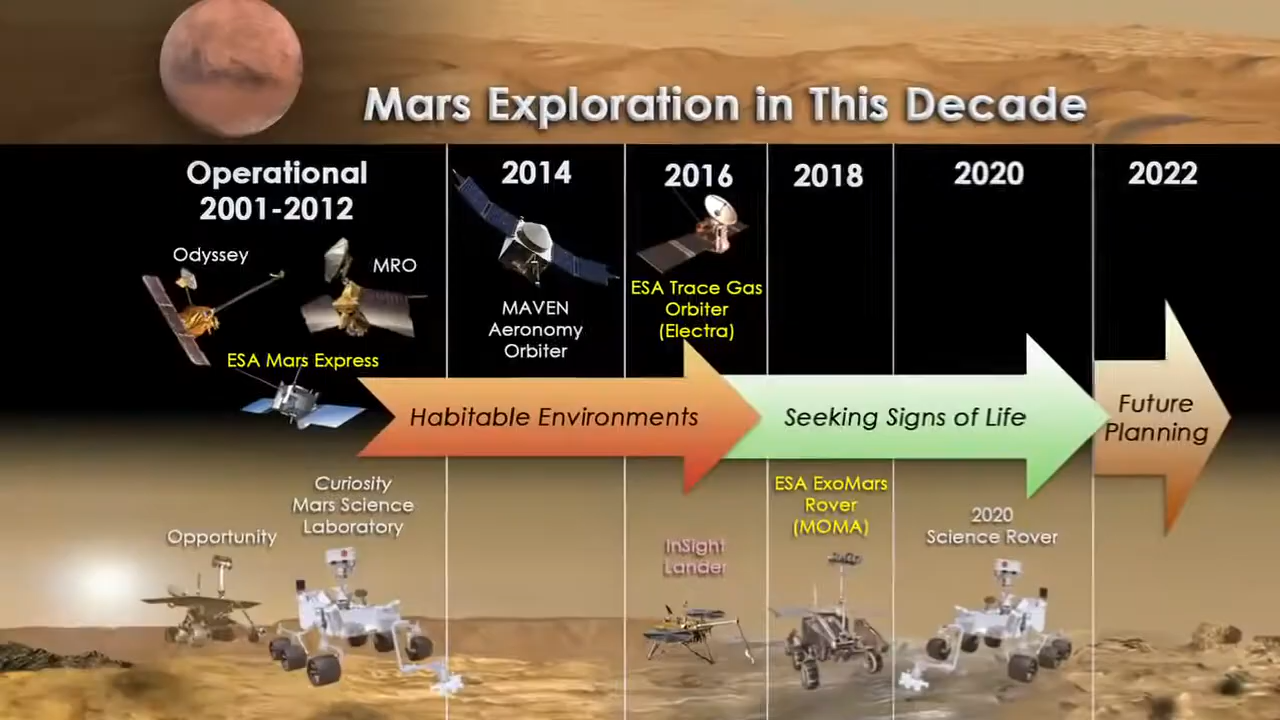 Mars Exploration in This Decade
Operational
2001-2012
Odyssey
MRO
ESA Mars Express
Curiosity
Mars Science
Laboratory
Opportunity
2014
MAVEN
Aeronomy
Orbiter
2016
ESA Trace Gas
Orbiter
(Electra)
InSight
Lander
2018
ESA ExoMars
Rover
(MOMA)
2020
2020
Science Rover
2022
Habitable Environments
Seeking Signs of Life
Future
Planning